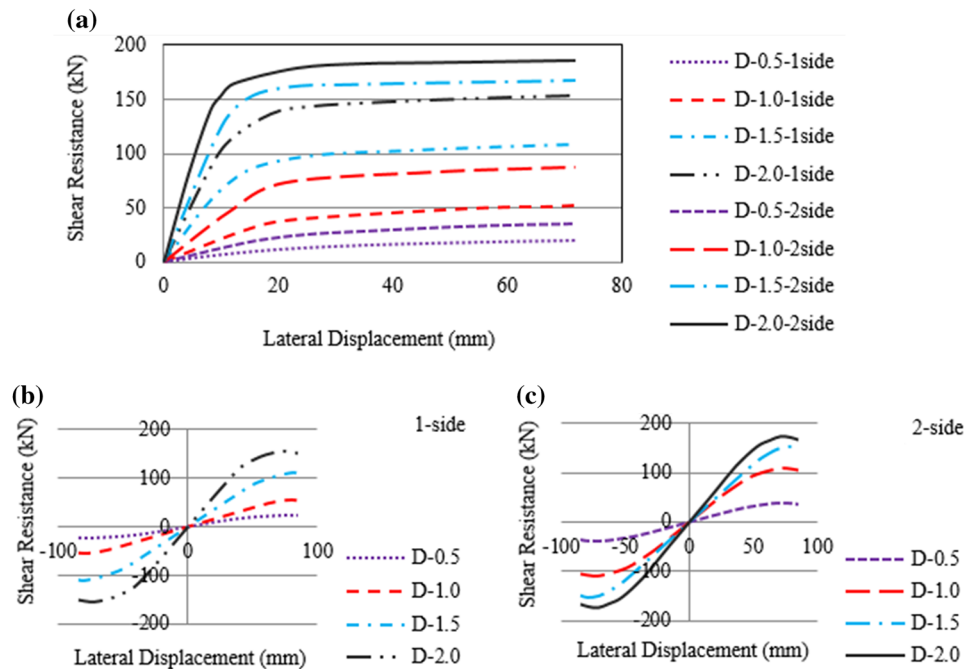 (a)
Shear Resistance (kN)
200
150
100
50
0
0 20 40 60 80
Lateral Displacement (mm)
D-0.5-1side
D-1.0-1side
D-1.5-1side
D-2.0-1side
D-0.5-2side
D-1.0-2side
D-1.5-2side
D-2.0-2side
(b)
1-side
Shear Resistance (kN)
200
100
0
-100
-200
-100 0 100
Lateral Displacement (mm)
D-0.5
D-1.0
D-1.5
D-2.0
(c)
2-side
Shear Resistance (kN)
200
100
0
-100
-200
-100 -50 0 50 100
Lateral Displacement (mm)
D-0.5
D-1.0
D-1.5
D-2.0